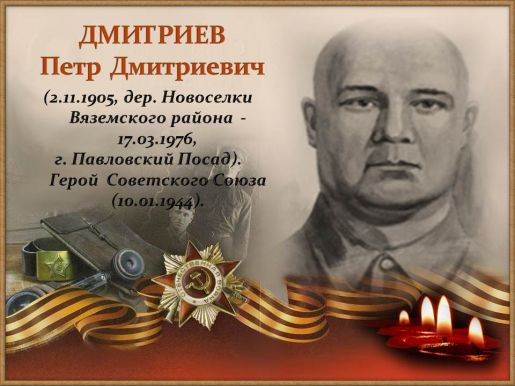 ДМИТРИЕВ
Петр Дмитриевич
(2.11.1905, дер. Новоселки
Вяземского района -
17.03.1976,
г. Павловский Посад).
Герой Советского Союза
(10.01.1944).